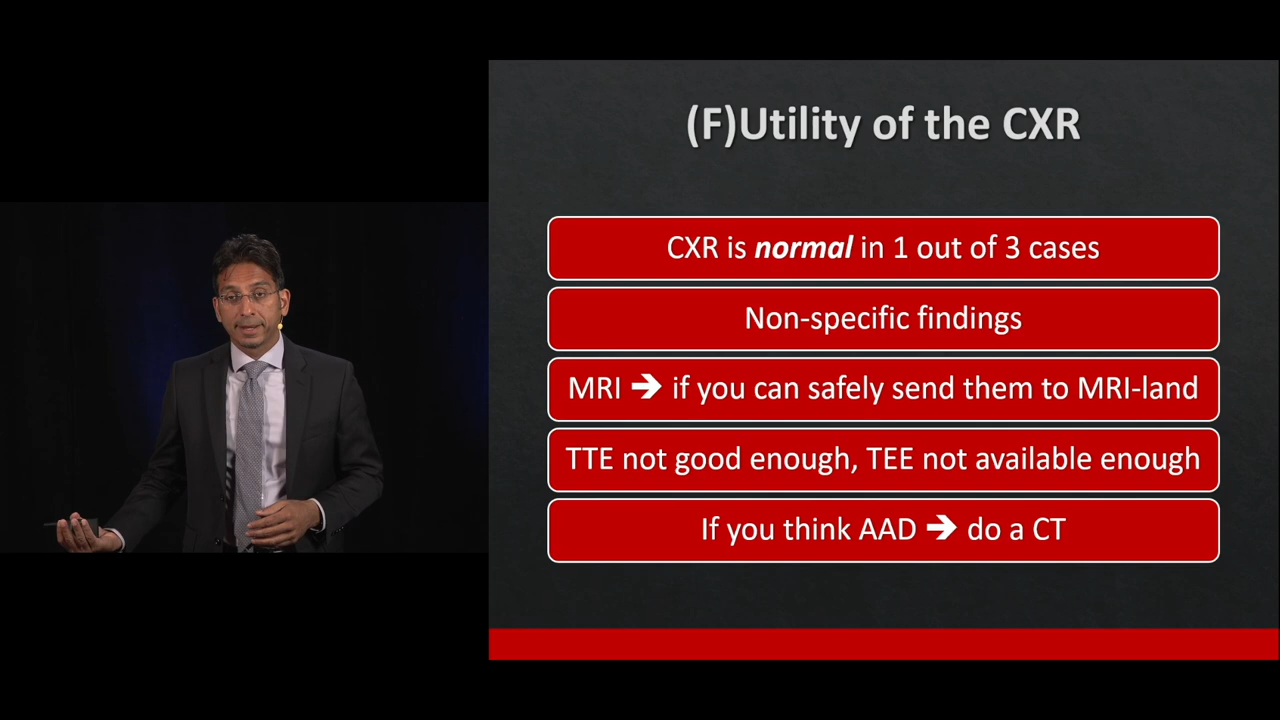 (F)Utility of the CXR
CXR is normal in 1 out of 3 cases
Non-specific findings
MRI ➔ if you can safely send them to MRI-land
TTE not good enough, TEE not available enough
If you think AAD ➔ do a CT